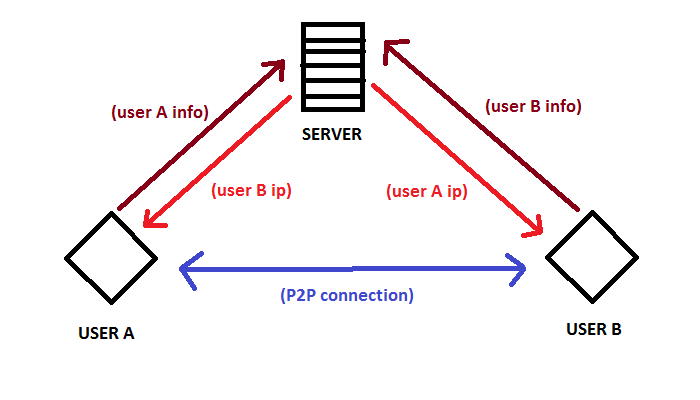 SERVER
(user A info)
(user B info)
(user B ip)
(user A ip)
(P2P connection)
USER A
USER B